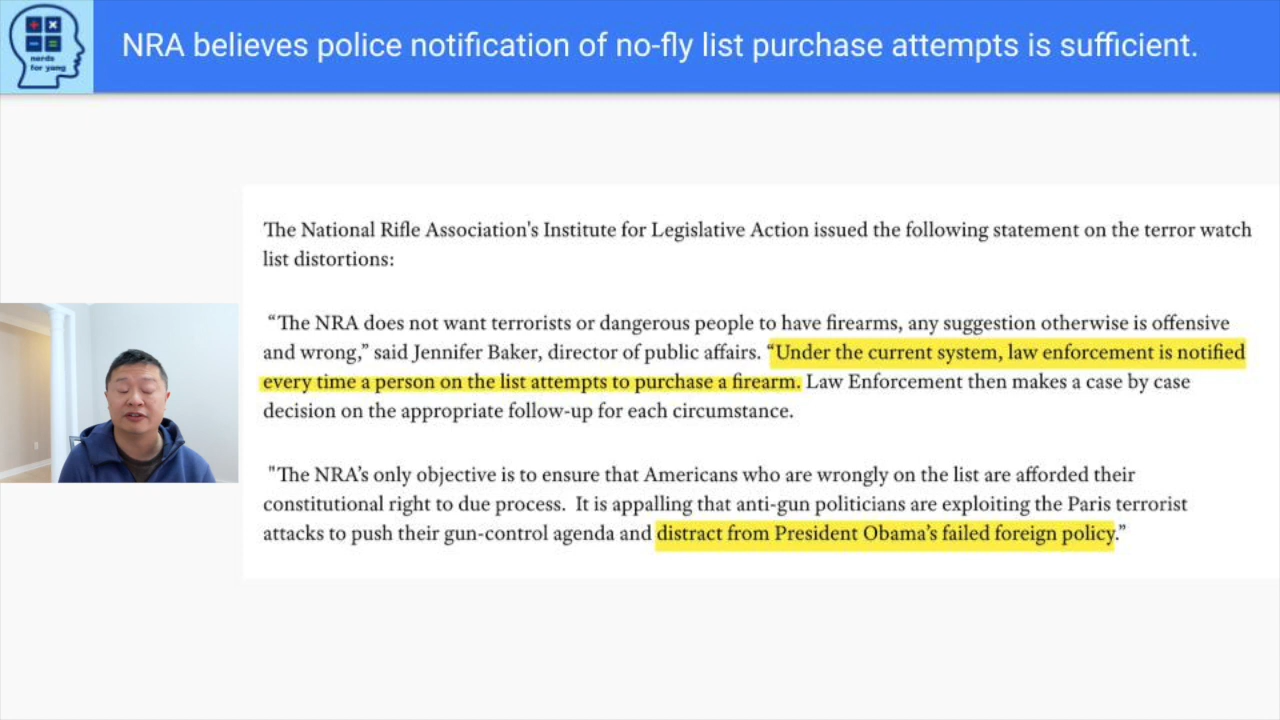 + ×
− =
nerds
for yang
NRA believes police notification of no-fly list purchase attempts is sufficient.
The National Rifle Association's Institute for Legislative Action issued the following statement on the terror watch
list distortions:
“The NRA does not want terrorists or dangerous people to have firearms, any suggestion otherwise is offensive
and wrong,” said Jennifer Baker, director of public affairs. “Under the current system, law enforcement is notified
every time a person on the list attempts to purchase a firearm. Law Enforcement then makes a case by case
decision on the appropriate follow-up for each circumstance.
"The NRA’s only objective is to ensure that Americans who are wrongly on the list are afforded their
constitutional right to due process. It is appalling that anti-gun politicians are exploiting the Paris terrorist
attacks to push their gun-control agenda and distract from President Obama’s failed foreign policy.”